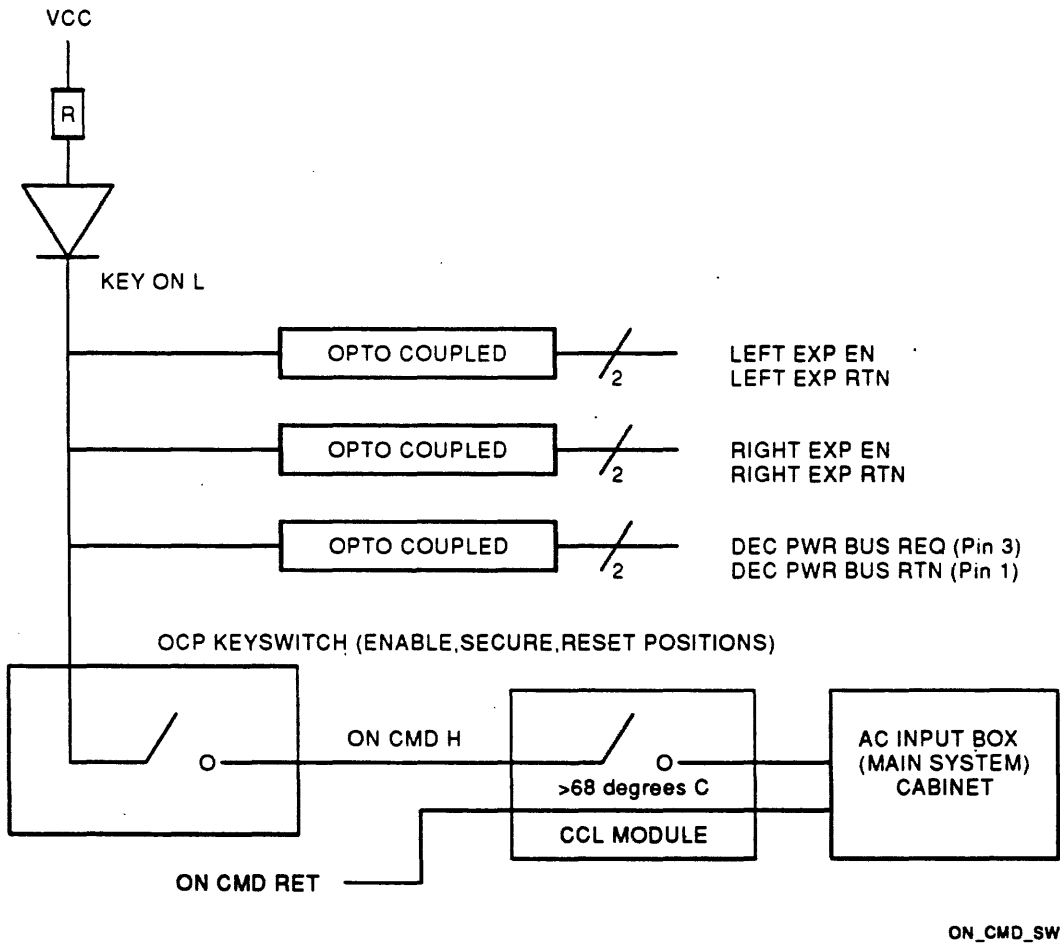 VCC
R
KEY ON L
OPTO COUPLED
2
LEFT EXP EN
LEFT EXP RTN
OPTO COUPLED
2
RIGHT EXP EN
RIGHT EXP RTN
OPTO COUPLED
2
DEC PWR BUS REQ (Pin 3)
DEC PWR BUS RTN (Pin 1)
OCP KEYSWITCH (ENABLE,SECURE,RESET POSITIONS)
ON CMD H
>68 degrees C
CCL MODULE
AC INPUT BOX
(MAIN SYSTEM)
CABINET
ON CMD RET
ON_CMD_SW